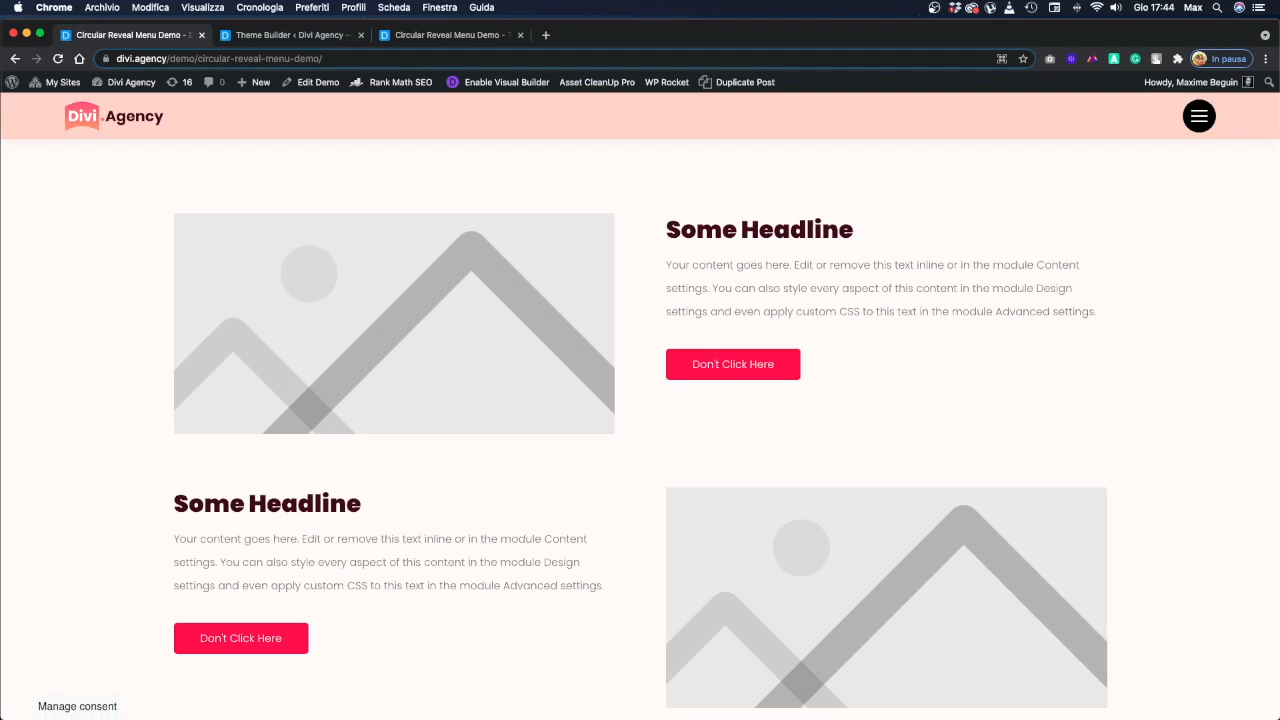 Chrome Archivio Modifica Visualizza Cronologia Preferiti Profili Scheda Finestra Guida Gio 17:44 Max
Circular Reveal Menu Demo - Theme Builder ‹ Divi Agency — Circular Reveal Menu Demo -
divi.agency/demo/circular-reveal-menu-demo/ In pausa
My Sites Divi Agency 16 0 New Edit Demo Rank Math SEO Enable Visual Builder Asset CleanUp Pro WP Rocket Duplicate Post Howdy, Maxime Beguin
Divi.Agency
Some Headline
Your content goes here. Edit or remove this text inline or in the module Content
settings. You can also style every aspect of this content in the module Design
settings and even apply custom CSS to this text in the module Advanced settings.
Don't Click Here
Some Headline
Your content goes here. Edit or remove this text inline or in the module Content
settings. You can also style every aspect of this content in the module Design
settings and even apply custom CSS to this text in the module Advanced settings.
Don't Click Here
Manage consent